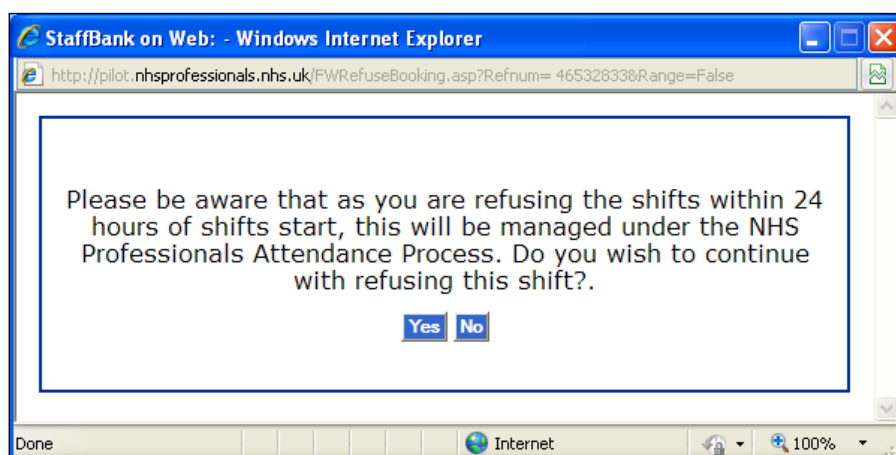 StaffBank on Web: - Windows Internet Explorer
http://pilot.nhsprofessionals.nhs.uk/FWRefuseBooking.asp?Refnum= 46532833&Range=False
Please be aware that as you are refusing the shifts within 24
hours of shifts start, this will be managed under the NHS
Professionals Attendance Process. Do you wish to continue
with refusing this shift?.
Yes No
Done Internet 100%